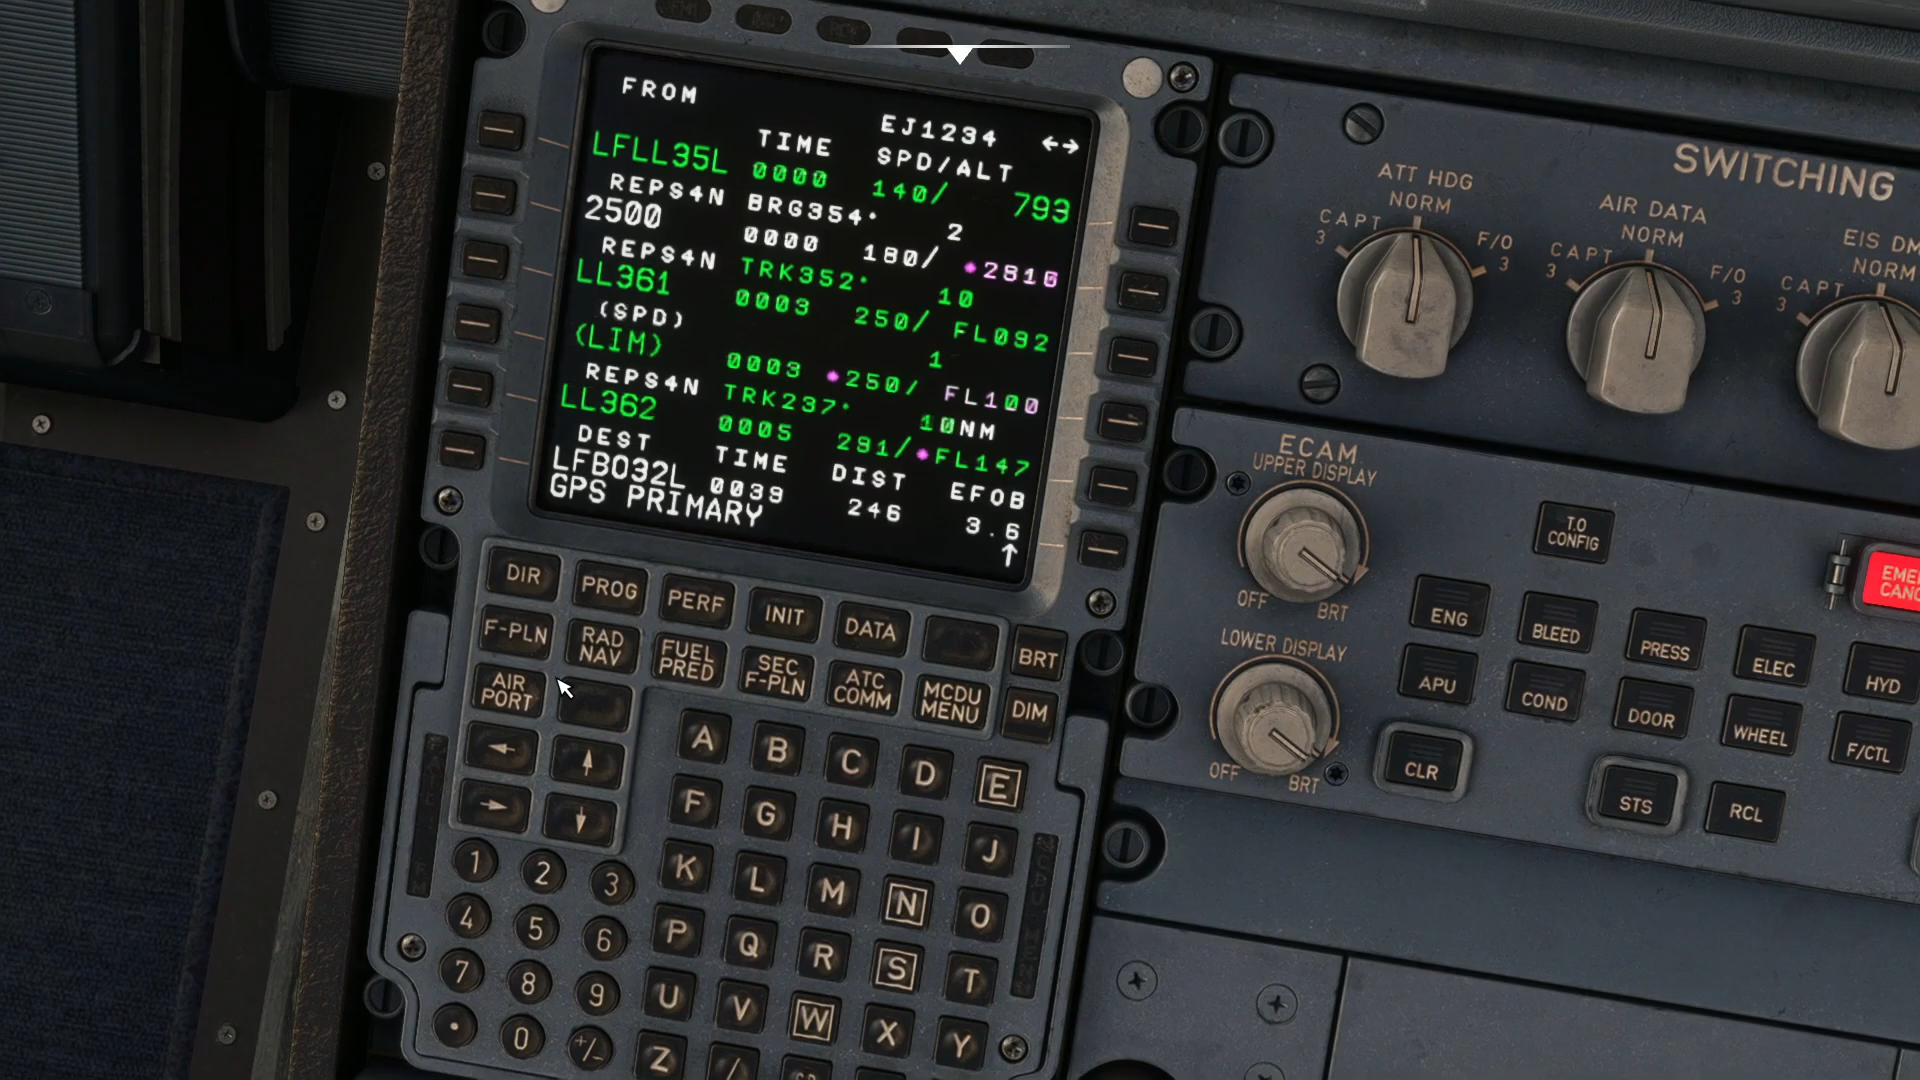 FROM
EJ1234 ↔
TIME SPD/ALT
LFLL35L 0000 140/ 793
REPS4N BRG354° 2
2500 0000 180/ *2816
REPS4N TRK352° 10
LL361 0003 250/ FL092
(SPD) 1
(LIM) 0003 *250/ FL100
REPS4N TRK237° 10NM
LL362 0005 291/*FL147
DEST TIME DIST EFOB
LFBO32L 0039 246 3.6
GPS PRIMARY ↑
DIR PROG PERF INIT DATA
F-PLN RAD NAV FUEL PRED SEC F-PLN ATC COMM MCDU MENU
BRT
DIM
AIR PORT
← ↑
→ ↓
A B C D E
F G H I J
K L M N O
P Q R S T
U V W X Y
Z /
1 2 3
4 5 6
7 8 9
. 0 +/-
SWITCHING
ATT HDG
NORM
CAPT 3
F/O 3
AIR DATA
NORM
CAPT 3
F/O 3
EIS DM
NORM
CAPT 3
ECAM
UPPER DISPLAY
OFF BRT
LOWER DISPLAY
OFF BRT
T.O CONFIG
EME
CANC
ENG BLEED PRESS ELEC HYD
APU COND DOOR WHEEL F/CTL
CLR STS RCL